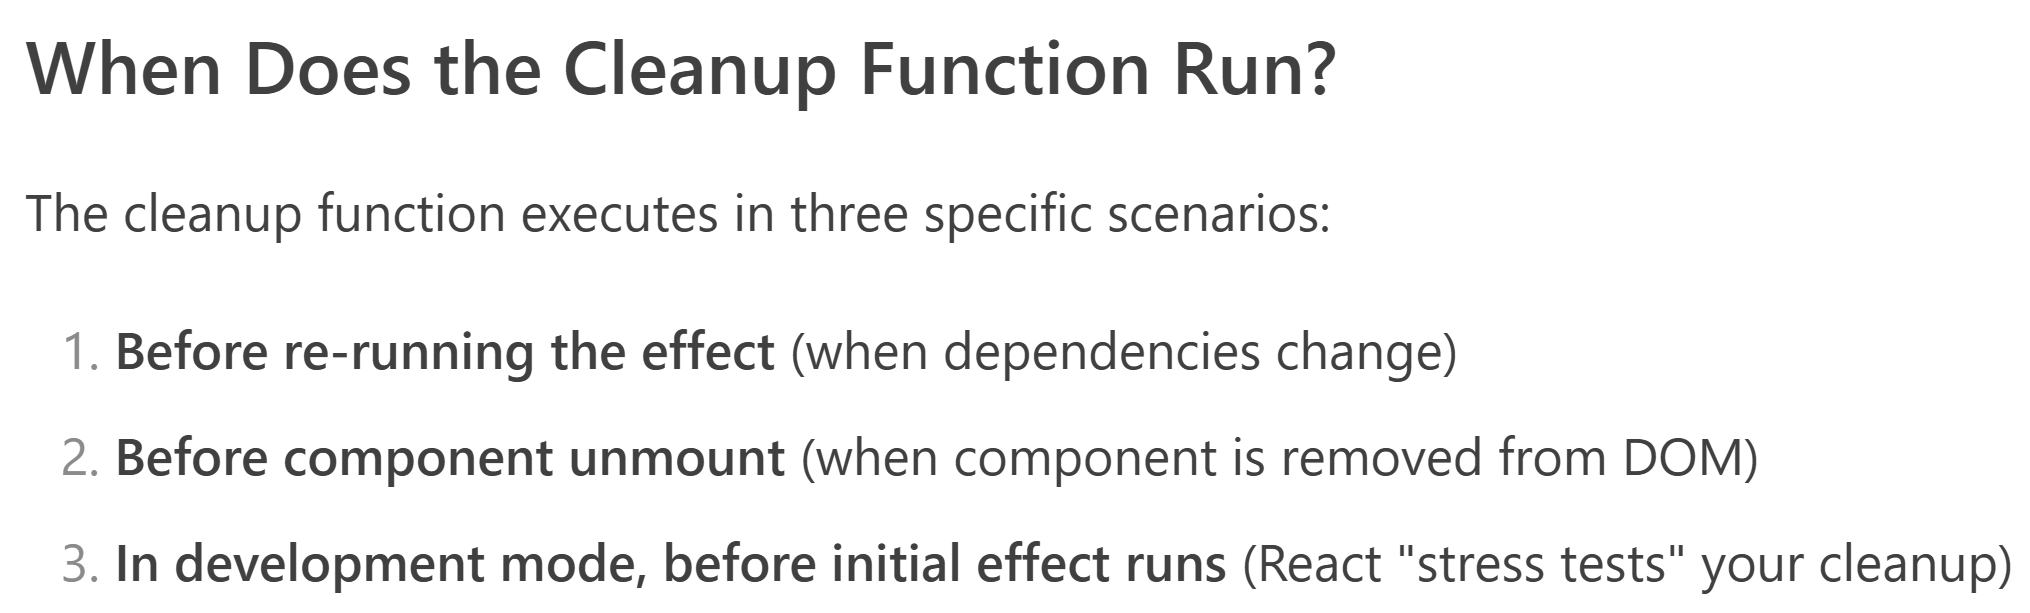 When Does the Cleanup Function Run?
The cleanup function executes in three specific scenarios:
1. Before re-running the effect (when dependencies change)
2. Before component unmount (when component is removed from DOM)
3. In development mode, before initial effect runs (React "stress tests" your cleanup)